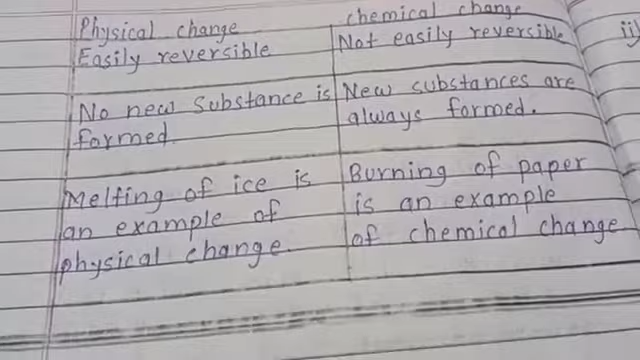 Physical change
Easily reversible
No new substance is
formed
Melting of ice is
an example of
physical change
chemical change
Not easily reversible
New substances are
always formed.
Burning of paper
is an example
of chemical change
ii)